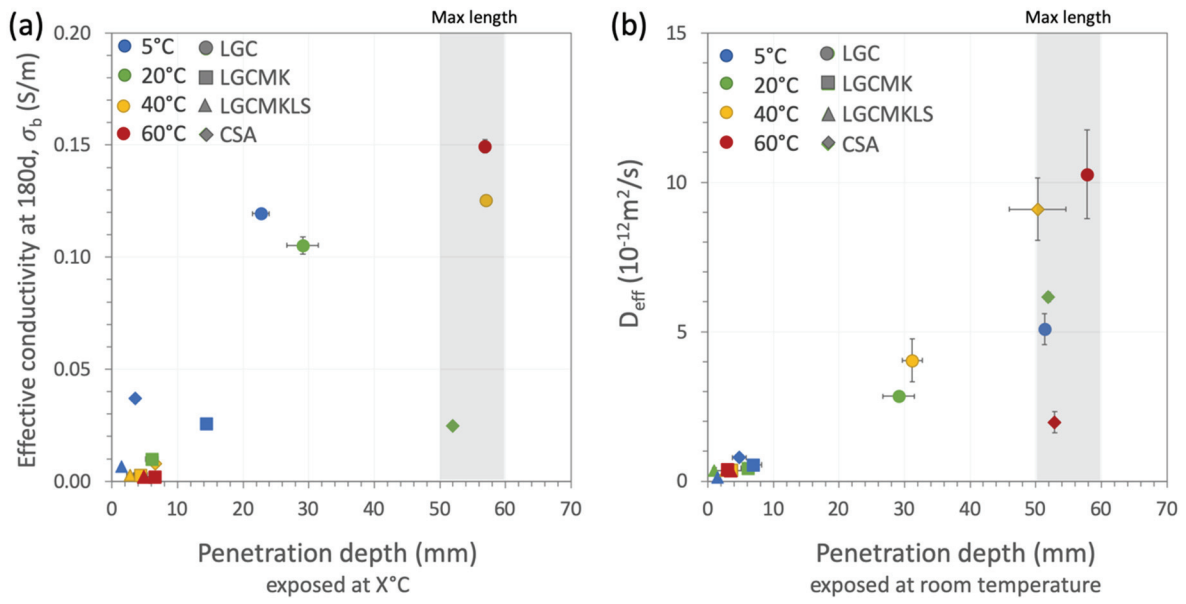 (a)
Max length
Effective conductivity at 180d, σb (S/m)
0.20
0.15
0.10
0.05
0.00
5°C
20°C
40°C
60°C
LGC
LGCMK
LGCMKLS
CSA
0 10 20 30 40 50 60 70
Penetration depth (mm)
exposed at X°C
(b)
Max length
Deff (10⁻¹²m²/s)
15
10
5
0
5°C
20°C
40°C
60°C
LGC
LGCMK
LGCMKLS
CSA
0 10 20 30 40 50 60 70
Penetration depth (mm)
exposed at room temperature